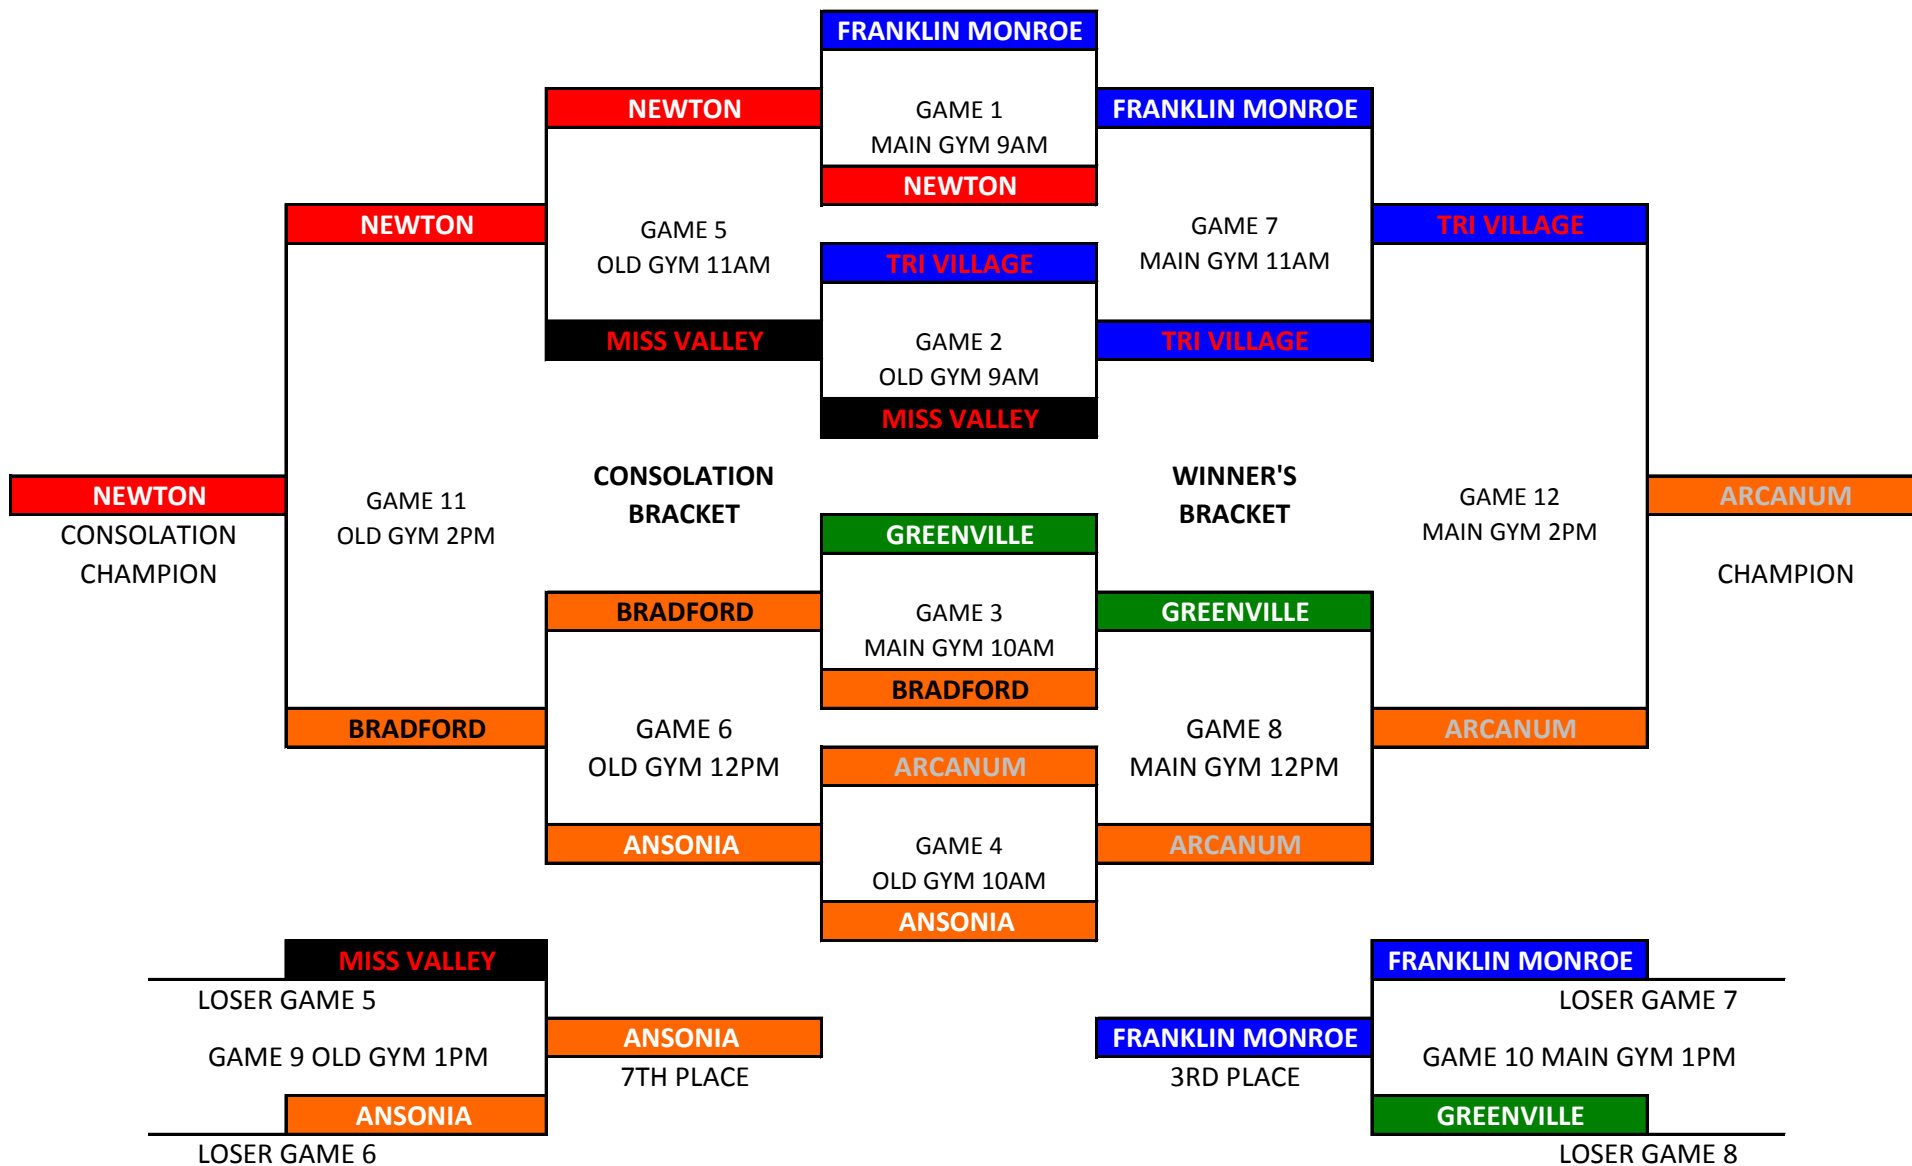 FRANKLIN MONROE
NEWTON
GAME 1
MAIN GYM 9AM
FRANKLIN MONROE
NEWTON
NEWTON
GAME 5
OLD GYM 11AM
TRI VILLAGE
GAME 7
MAIN GYM 11AM
TRI VILLAGE
MISS VALLEY
GAME 2
OLD GYM 9AM
TRI VILLAGE
MISS VALLEY
NEWTON
CONSOLATION
CHAMPION
GAME 11
OLD GYM 2PM
CONSOLATION
BRACKET
WINNER'S
BRACKET
GAME 12
MAIN GYM 2PM
ARCANUM
CHAMPION
GREENVILLE
BRADFORD
GAME 3
MAIN GYM 10AM
GREENVILLE
BRADFORD
BRADFORD
GAME 6
OLD GYM 12PM
ARCANUM
GAME 8
MAIN GYM 12PM
ARCANUM
ANSONIA
GAME 4
OLD GYM 10AM
ARCANUM
ANSONIA
MISS VALLEY
LOSER GAME 5
GAME 9 OLD GYM 1PM
ANSONIA
7TH PLACE
ANSONIA
LOSER GAME 6
FRANKLIN MONROE
LOSER GAME 7
FRANKLIN MONROE
3RD PLACE
GAME 10 MAIN GYM 1PM
GREENVILLE
LOSER GAME 8